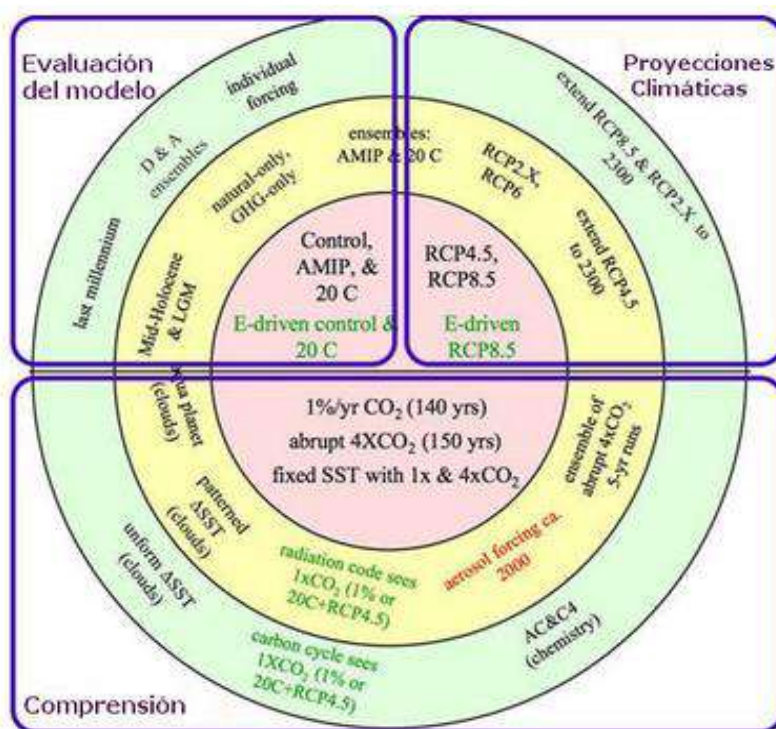 Evaluación
del modelo
Proyecciones
Climáticas
individual
forcing
D & A
ensembles
last millennium
extend RCP8.5 & RCP2.X to
2300
ensembles:
AMIP & 20 C
natural-only,
GHG-only
Mid-Holocene
& LGM
RCP2.X,
RCP6
extend RCP4.5
to 2300
Control,
AMIP, &
20 C
E-driven control &
20 C
RCP4.5,
RCP8.5
E-driven
RCP8.5
1%/yr CO₂ (140 yrs)
abrupt 4XCO₂ (150 yrs)
fixed SST with 1x & 4xCO₂
aqua planet
(clouds)
patterned
ΔSST
(clouds)
radiation code sees
1xCO₂ (1% or
20C+RCP4.5)
aerosol forcing ca.
2000
ensemble of
abrupt 4xCO₂
5-yr runs
unform ΔSST
(clouds)
carbon cycle sees
1XCO₂ (1% or
20C+RCP4.5)
AC&C4
(chemistry)
Comprensión